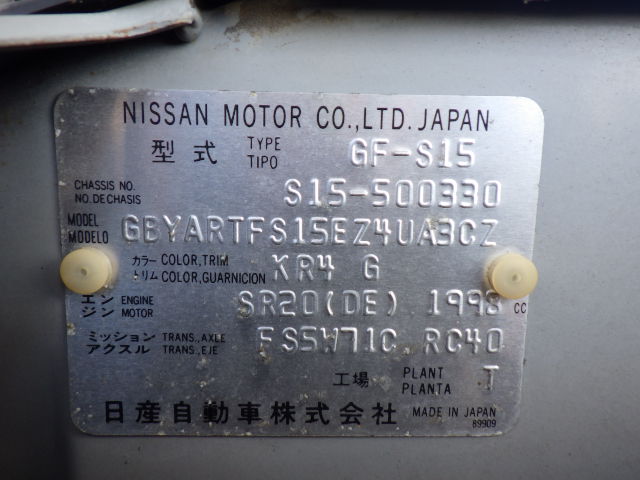 NISSAN MOTOR CO.,LTD. JAPAN
型式 TYPE TIPO GF-S15
CHASSIS NO. NO.DE CHASIS S15-500330
MODEL MODELO GBYARTFS15EZ4UA3CZ
カラー COLOR,TRIM
トリム COLOR,GUARNICION KR4 G
エンジン ENGINE MOTOR SR20(DE) 1998 CC
ミッション TRANS.,AXLE
アクスル TRANS.,EJE FS5W71C RC40
工場 PLANT PLANTA T
日産自動車株式会社 MADE IN JAPAN
89909